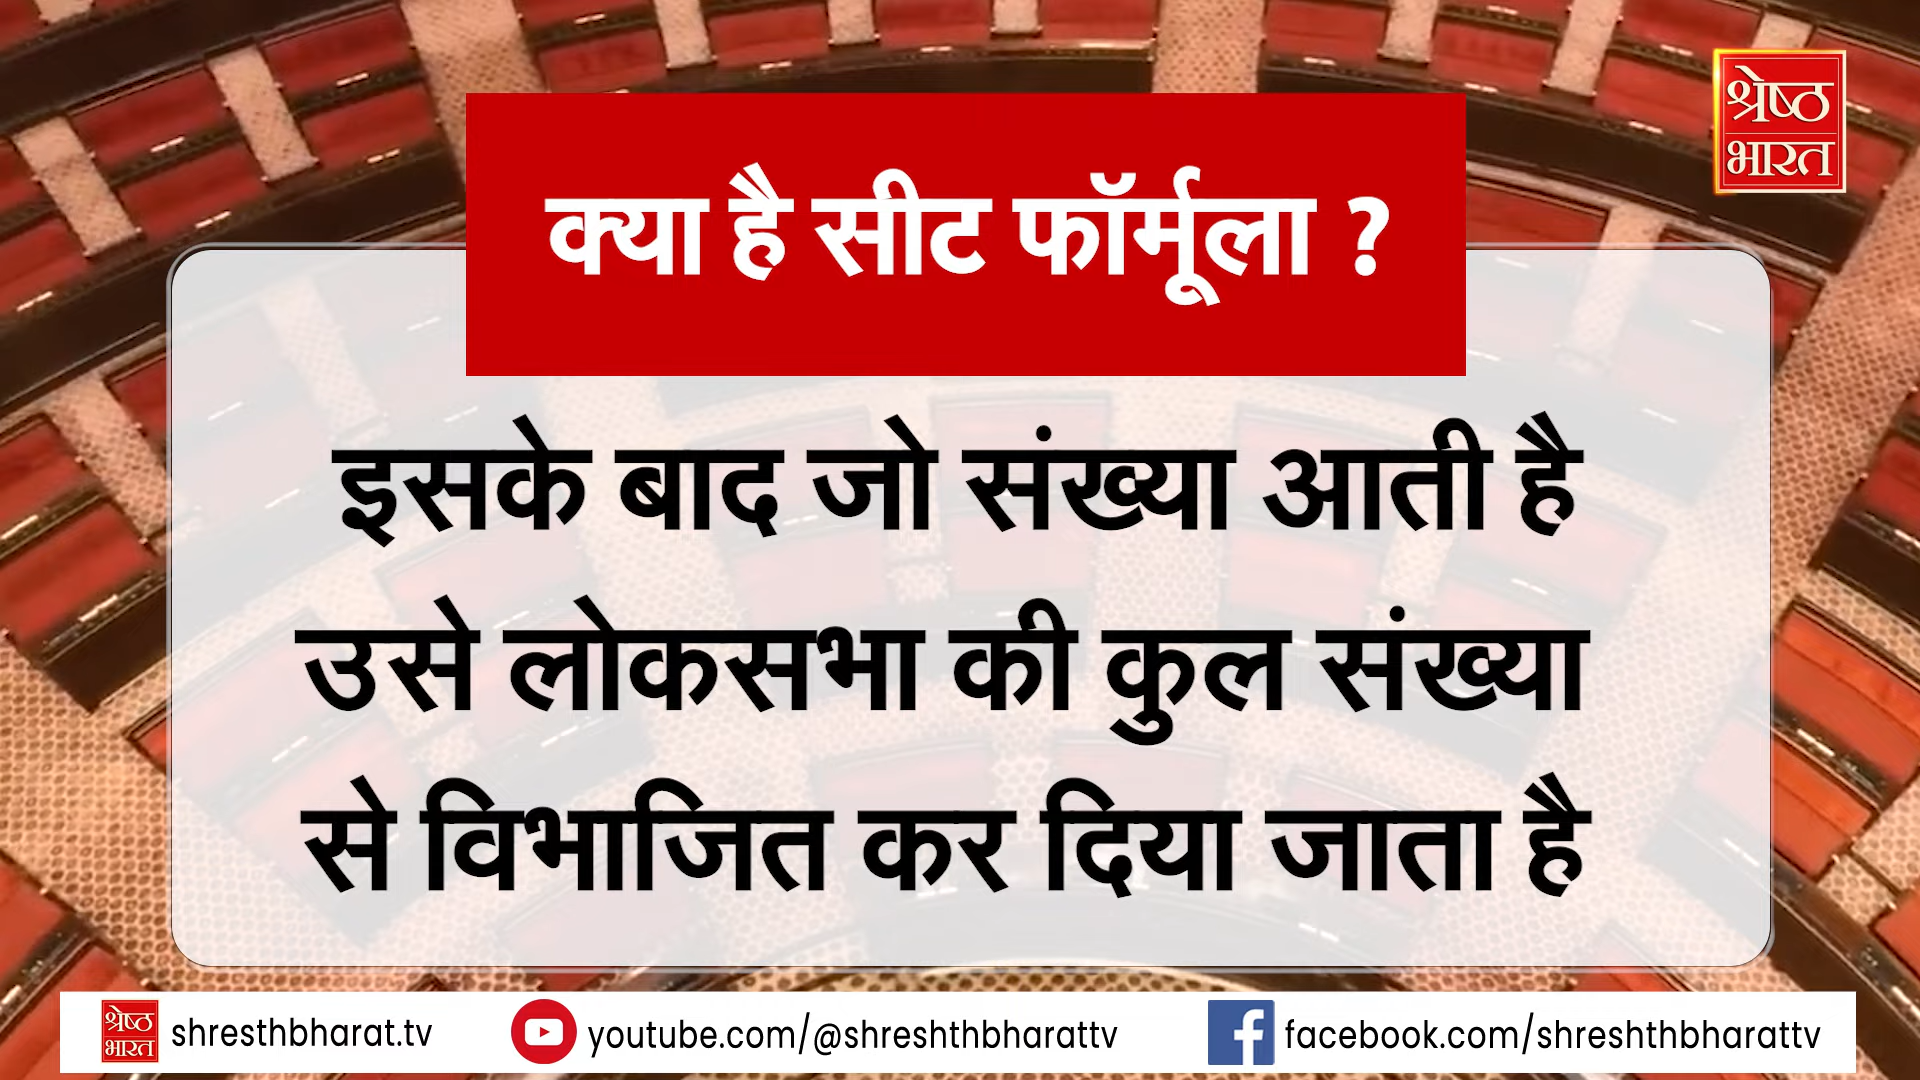 श्रेष्ठ
भारत
क्या है सीट फॉर्मूला ?
इसके बाद जो संख्या आती है
उसे लोकसभा की कुल संख्या
से विभाजित कर दिया जाता है
श्रेष्ठ
भारत
shresthbharat.tv
youtube.com/@shreshthbharattv
facebook.com/shreshthbharattv